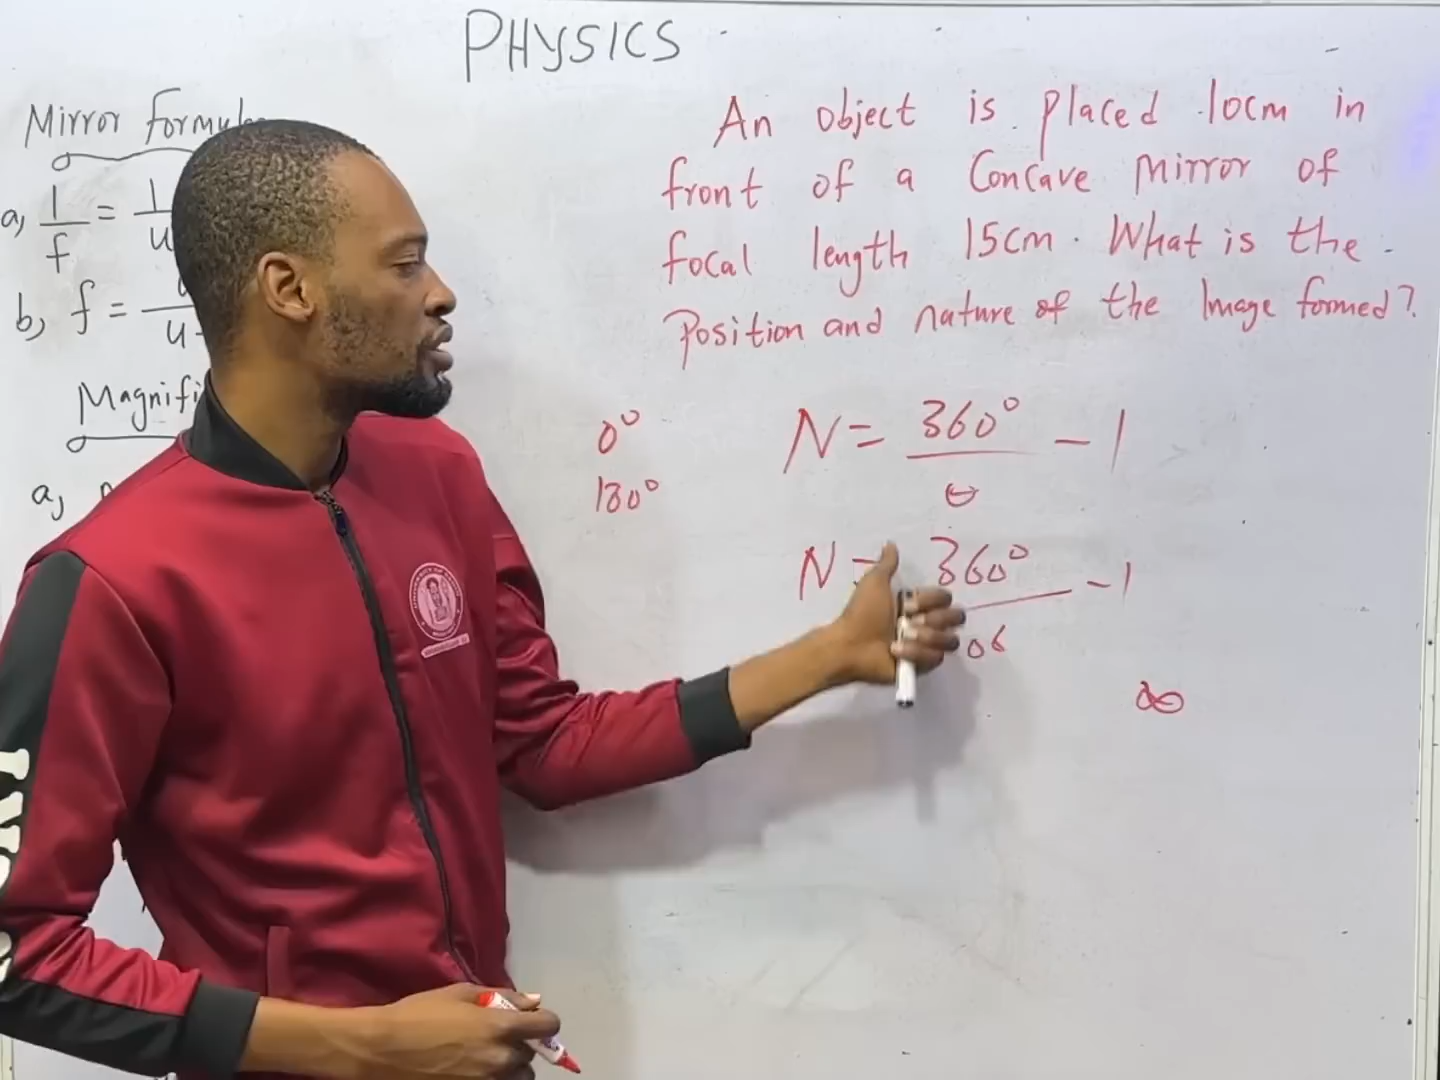 PHYSICS
Mirror Formula
a, 1/f = 1/u
b, f = u
Magnifi
a,
An object is placed 10cm in
front of a Concave Mirror of
focal length 15cm. What is the
Position and nature of the Image formed?
0°
180°
N = 360°/θ - 1
N = 360°/0° - 1
∞